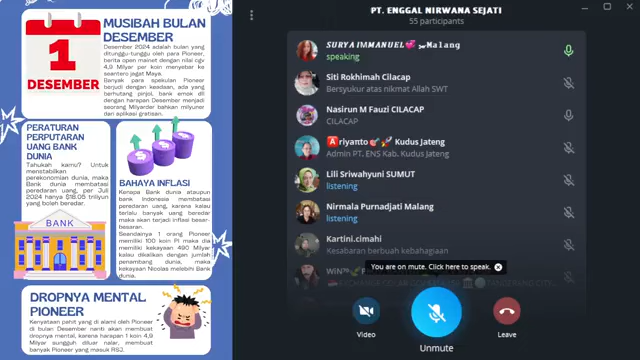 MUSIBAH BULAN
DESEMBER
1
DESEMBER
Desember 2024 adalah bulan yang
ditunggu-tunggu oleh para Pioneer,
berita open mainet dengan nilai gcv
4,9 Milyar per koin menyebar ke
seantero jagat Maya.
Banyak para spekulan Pioneer
berjudi dengan keadaan, ada yang
berhutang pinjol, bank emok dll
dengan harapan Desember menjadi
seorang Milyarder bahkan milyuner
dan aplikasi gratisan.
PERATURAN
PERPUTARAN
UANG BANK
DUNIA
Tahukah kamu? Untuk
menstabilkan
perekonomian dunia, maka
Bank dunia membatasi
peredaran uang, per Juli
2024 hanya $18.05 triliyun
yang boleh beredar.
BANK
BAHAYA INFLASI
Kenapa Bank dunia ataupun
bank Indonesia membatasi
peredaran uang, karena kalau
terlalu banyak uang beredar
maka akan terjadi inflasi besar-
besaran.
Seandainya 1 orang Pioneer
memiliki 100 koin Pi maka dia
memiliki kekayaan 490 Milyar
kalau dikalikan dengan jumlah
penambang dunia, maka
kekayaan Nicolas melebihi Bank
dunia.
DROPNYA MENTAL
PIONEER
Kenyataan pahit yang di alami oleh Pioneer
di bulan Desember nanti akan membuat
dropnya mental, karena harapan 1 koin 4,9
Milyar sungguh diluar nalar, membuat
banyak Pioneer yang masuk RSJ.
PT. ENGGAL NIRWANA SEJATI
55 participants
SURYA IMMANUEL💞 🛩Malang
speaking
Siti Rokhimah Cilacap
Bersyukur atas nikmat Allah SWT
Nasirun M Fauzi CILACAP
CILACAP
🅰riyanto🎯🚀 Kudus Jateng
Admin PT. ENS Kab. Kudus Jateng
Lili Sriwahyuni SUMUT
listening
Nirmala Purnadjati Malang
listening
Kartini.cimahi
Kesabaran berbuah kebahagiaan
You are on mute. Click here to speak.
Video
Unmute
Leave